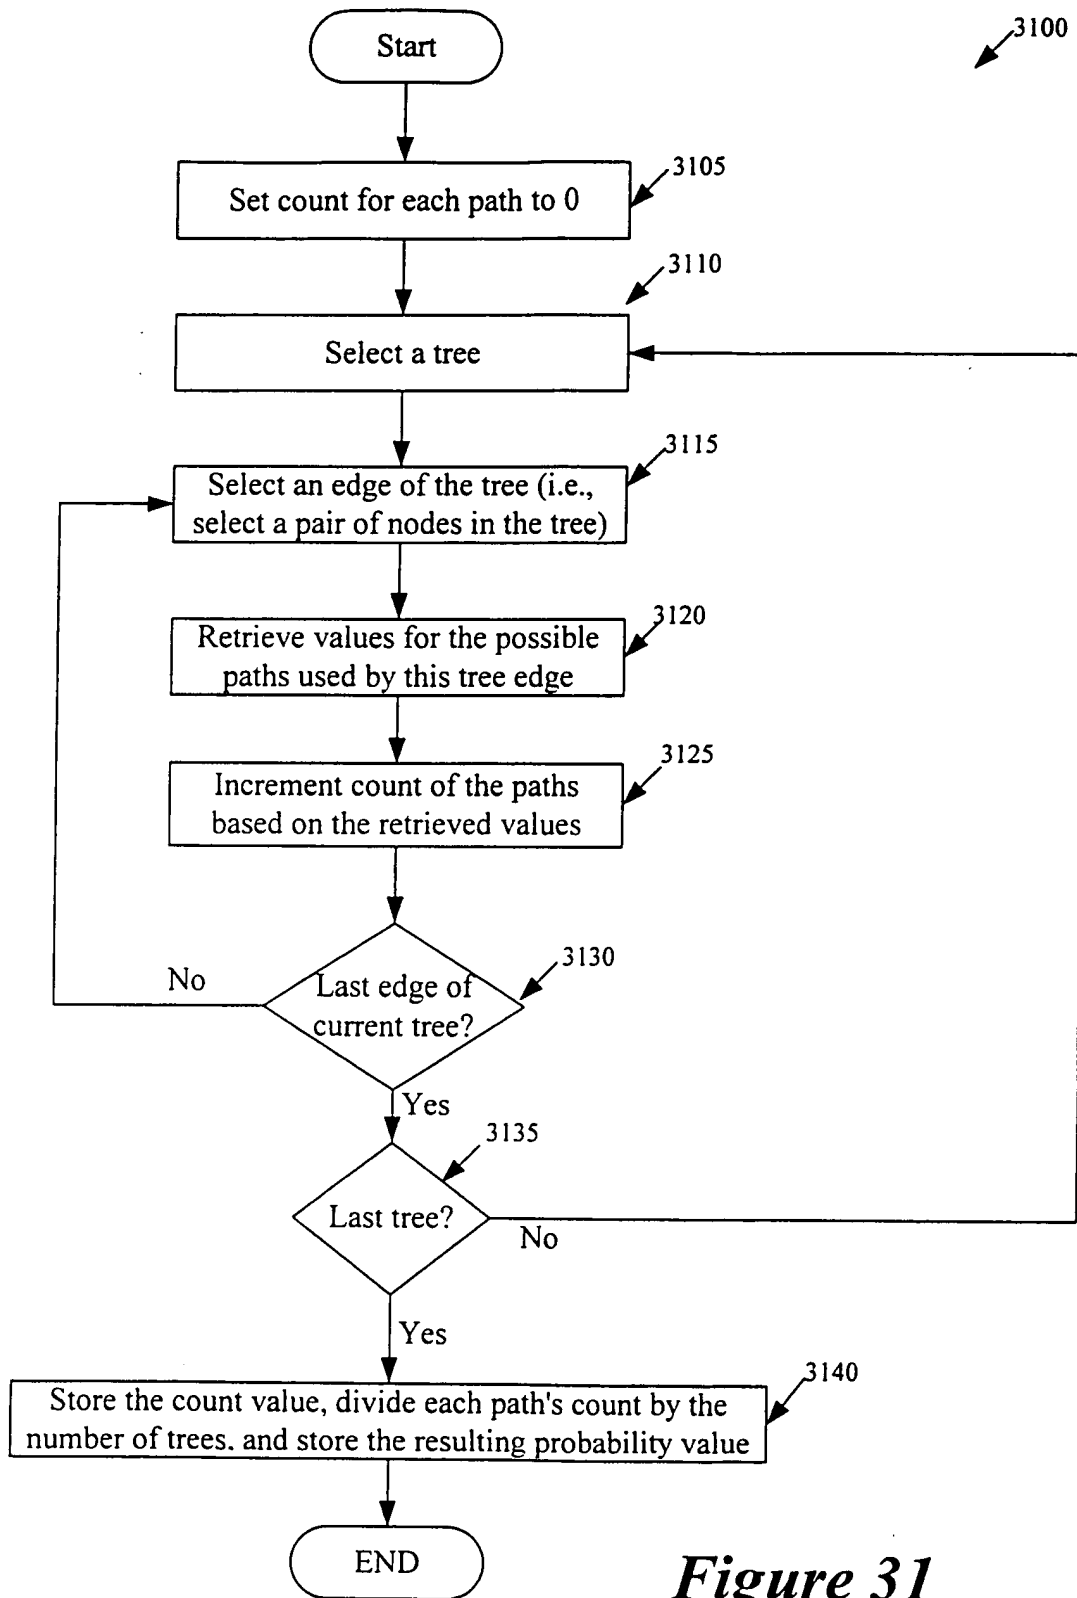 Start
3100
Set count for each path to 0
3105
3110
Select a tree
3115
Select an edge of the tree (i.e.,
select a pair of nodes in the tree)
3120
Retrieve values for the possible
paths used by this tree edge
3125
Increment count of the paths
based on the retrieved values
3130
No
Last edge of
current tree?
Yes
3135
Last tree?
No
Yes
3140
Store the count value, divide each path's count by the
number of trees. and store the resulting probability value
END
Figure 31